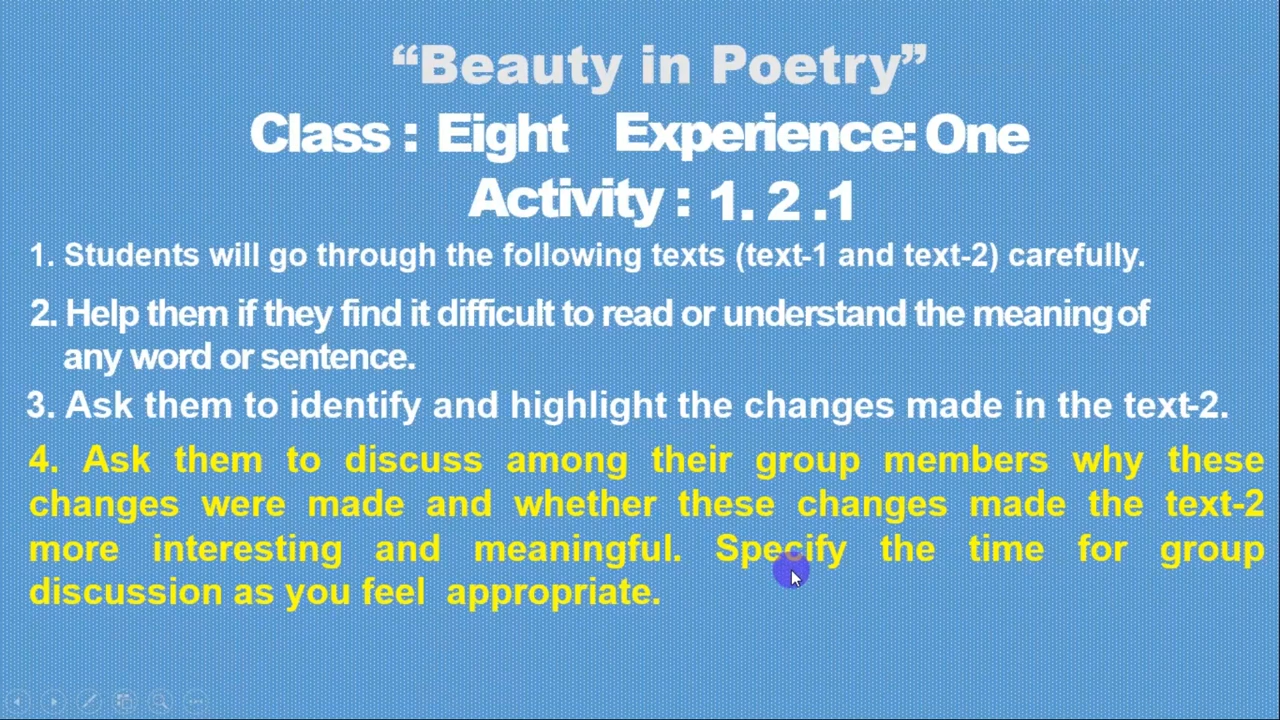 “Beauty in Poetry”
Class : Eight Experience: One
Activity : 1. 2 .1
1. Students will go through the following texts (text-1 and text-2) carefully.
2. Help them if they find it difficult to read or understand the meaning of
any word or sentence.
3. Ask them to identify and highlight the changes made in the text-2.
4. Ask them to discuss among their group members why these
changes were made and whether these changes made the text-2
more interesting and meaningful. Specify the time for group
discussion as you feel appropriate.